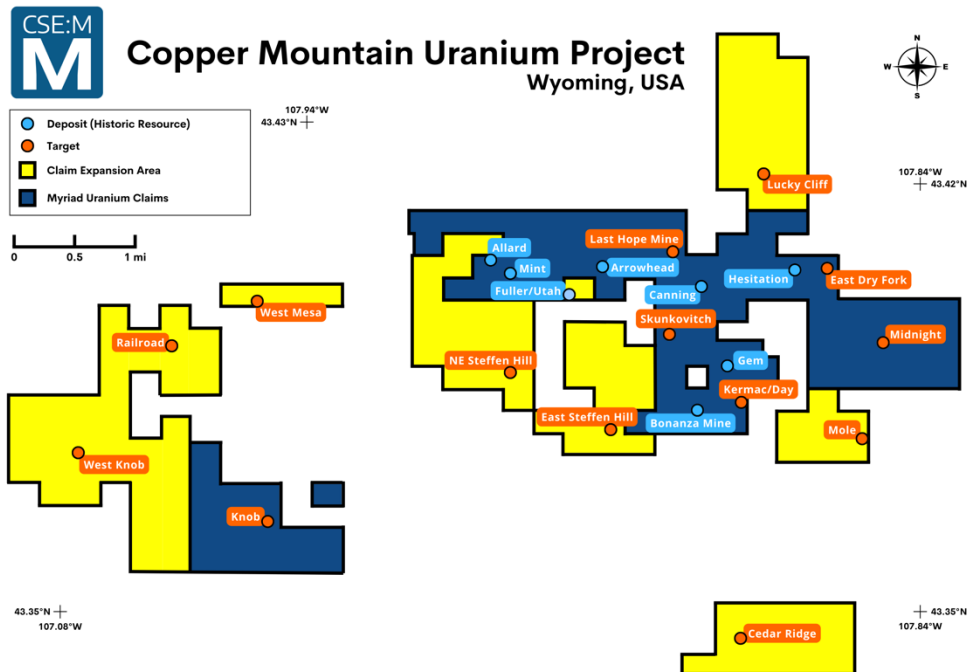 CSE:M
M
Copper Mountain Uranium Project
Wyoming, USA
N
W E
S
Deposit (Historic Resource)
Target
Claim Expansion Area
Myriad Uranium Claims
0 0.5 1 mi
107.94°W
43.43°N
107.84°W
43.42°N
Lucky Cliff
Last Hope Mine
Allard
Mint
Arrowhead
Hesitation
East Dry Fork
Fuller/Utah
Canning
West Mesa
Skunkovitch
Railroad
Midnight
NE Steffen Hill
Gem
Kermac/Day
East Steffen Hill
Bonanza Mine
Mole
West Knob
Knob
43.35°N
107.08°W
43.35°N
107.84°W
Cedar Ridge